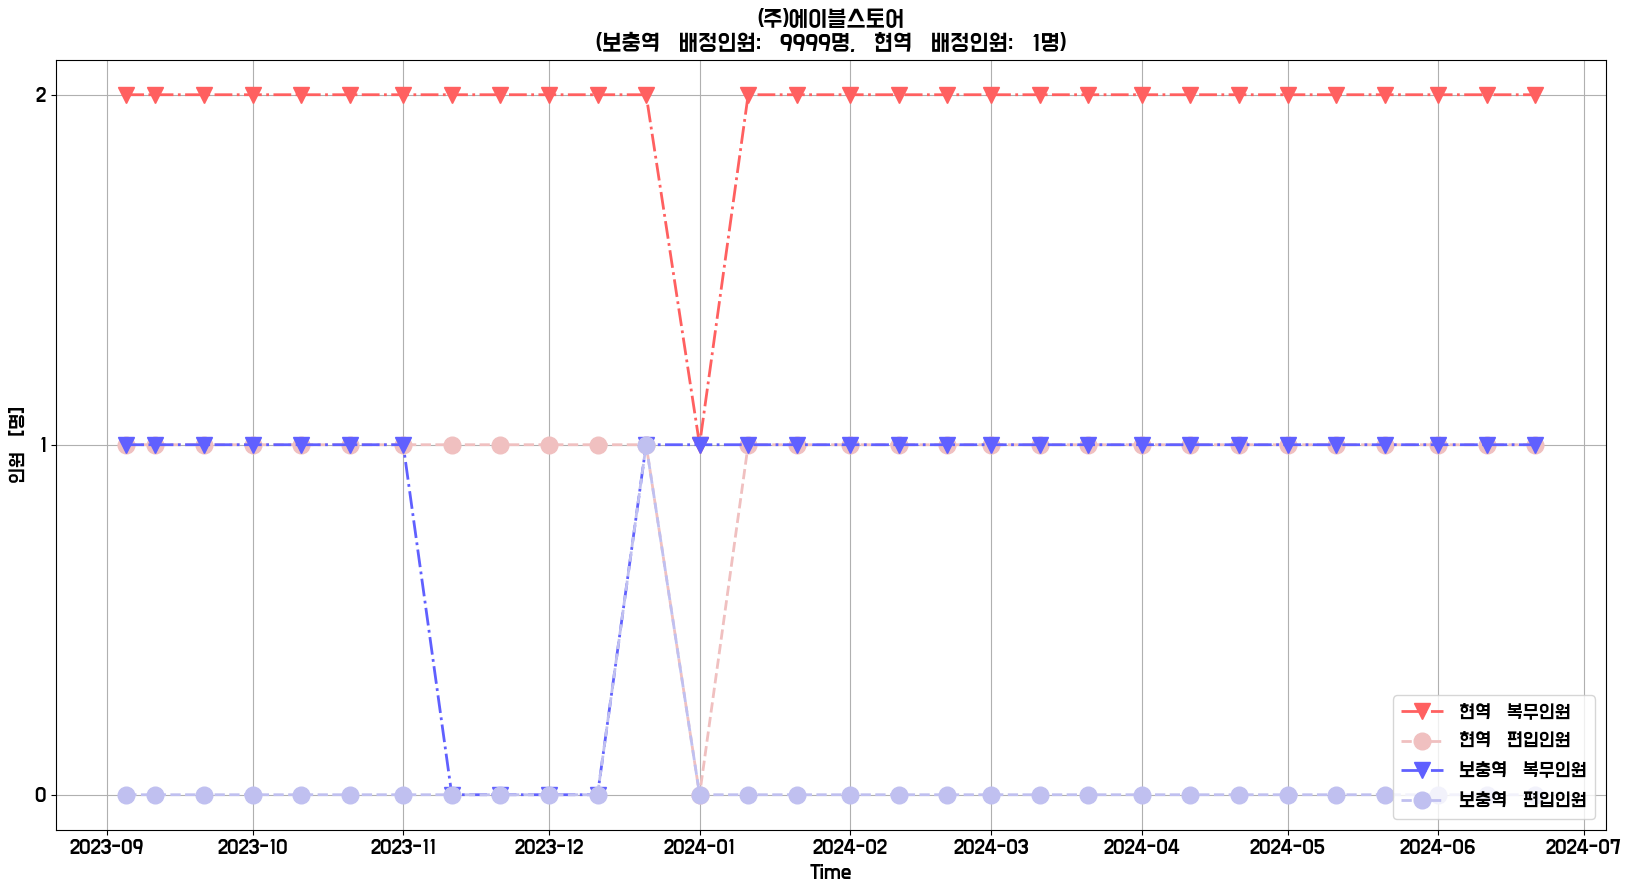 (주)에이블스토어
(보충역 배정인원: 9999명, 현역 배정인원: 1명)
인원 [명]
2
1
0
현역 복무인원
현역 편입인원
보충역 복무인원
보충역 편입인원
2023-09 2023-10 2023-11 2023-12 2024-01 2024-02 2024-03 2024-04 2024-05 2024-06 2024-07
Time